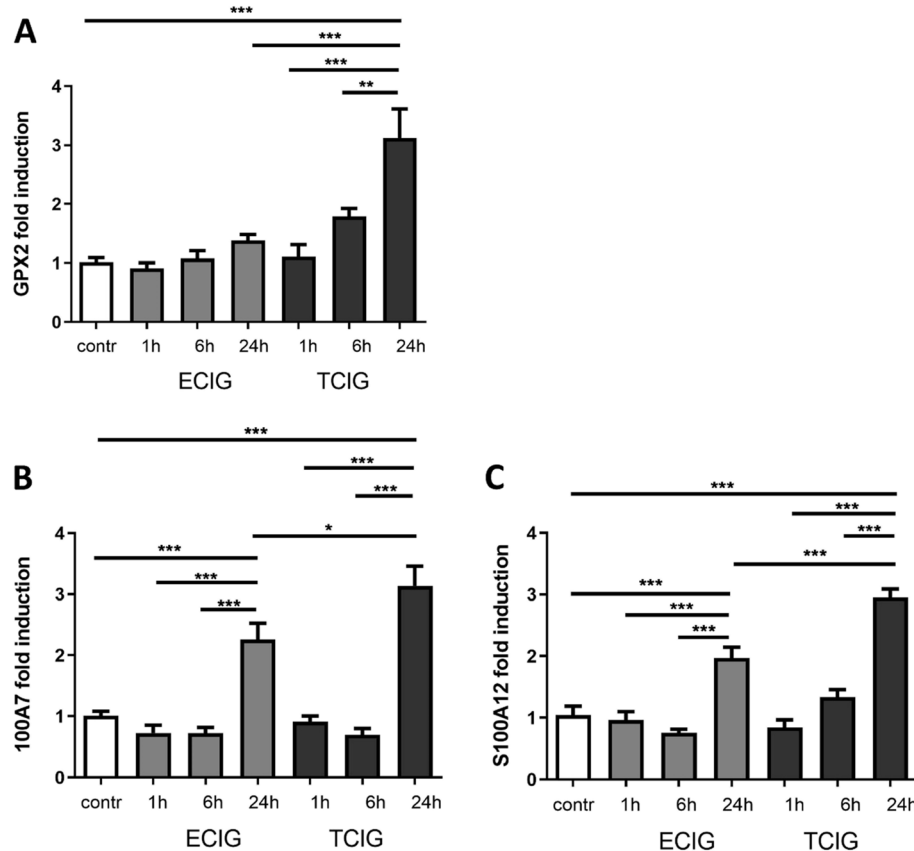 A
***
***
***
**
GPX2 fold induction
4
3
2
1
0
contr 1h 6h 24h 1h 6h 24h
ECIG TCIG
B
***
***
***
*
***
***
***
100A7 fold induction
4
3
2
1
0
contr 1h 6h 24h 1h 6h 24h
ECIG TCIG
C
***
***
***
***
***
***
***
S100A12 fold induction
4
3
2
1
0
contr 1h 6h 24h 1h 6h 24h
ECIG TCIG